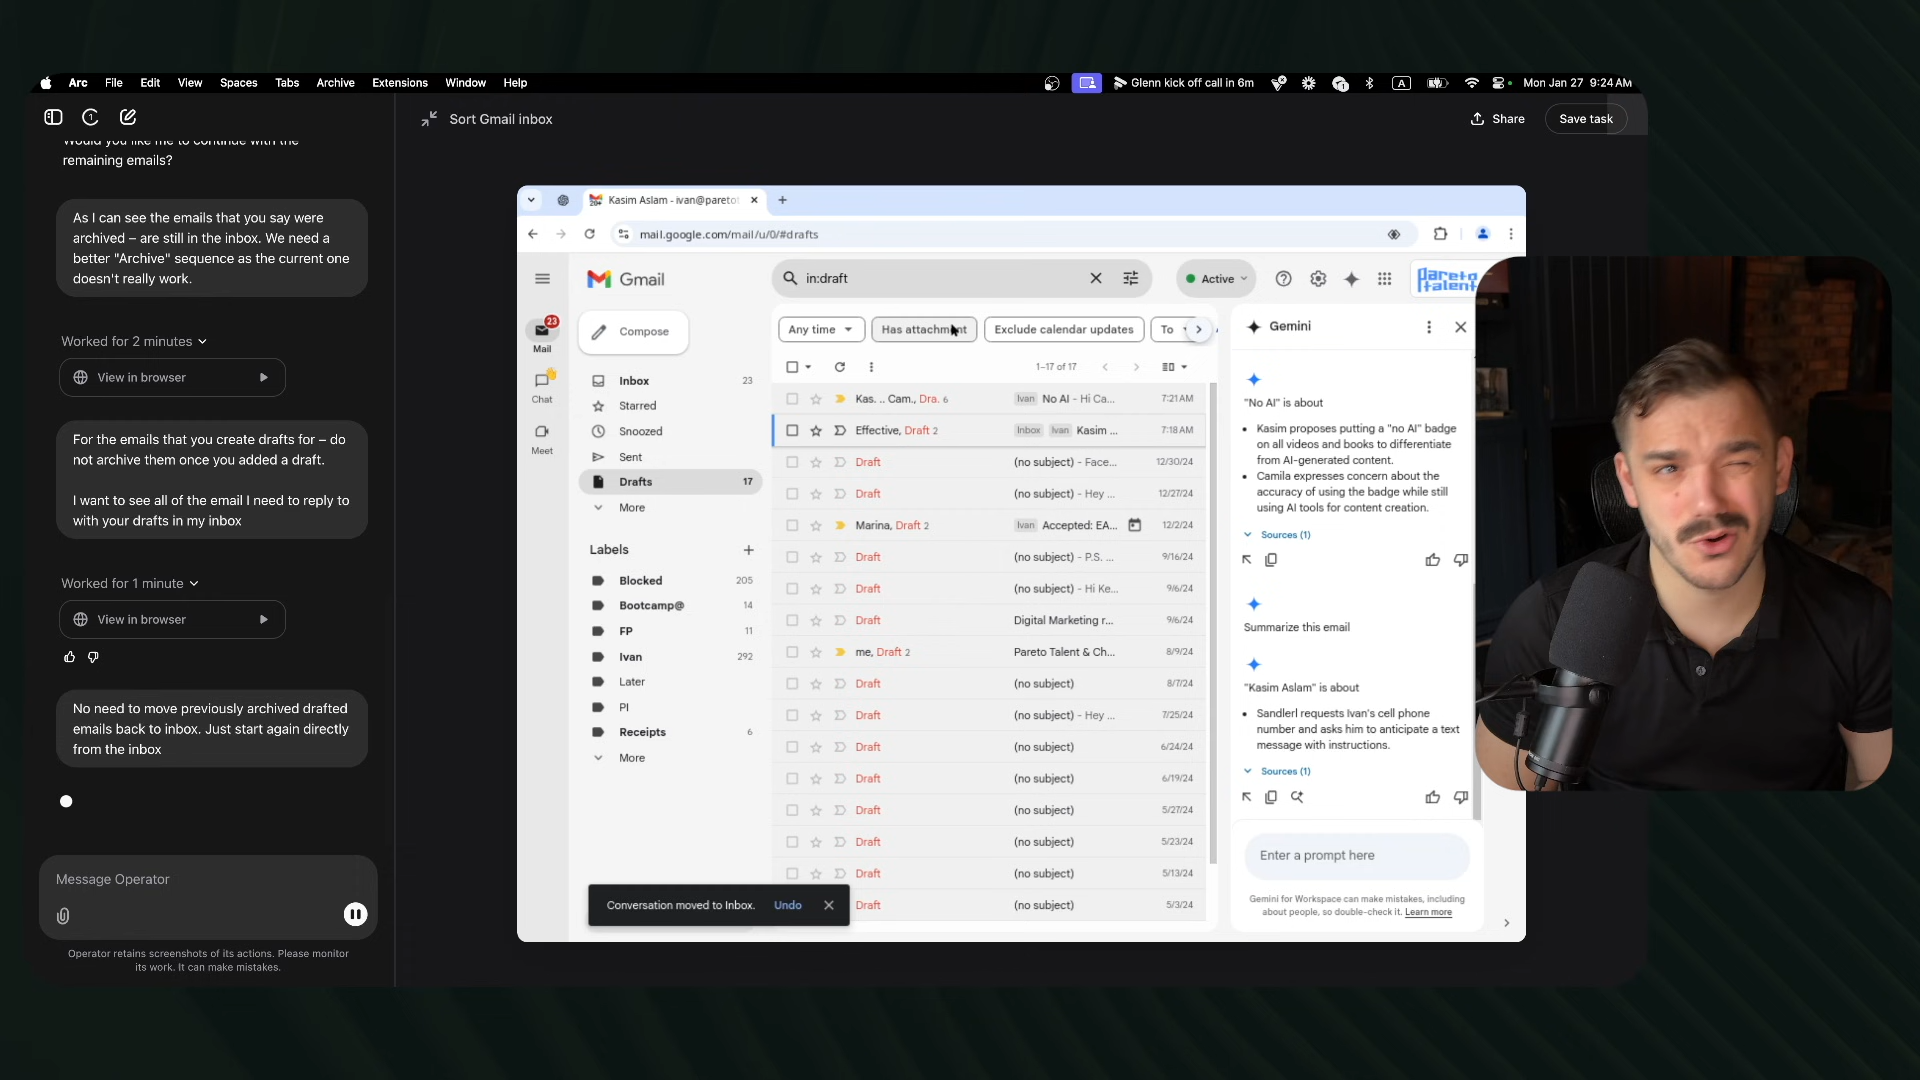 Arc File Edit View Spaces Tabs Archive Extensions Window Help
Glenn kick off call in 6m
A
Mon Jan 27 9:24 AM
Sort Gmail inbox
Share
Save task
remaining emails?
As I can see the emails that you say were
archived – are still in the inbox. We need a
better "Archive" sequence as the current one
doesn't really work.
Worked for 2 minutes
View in browser
For the emails that you create drafts for – do
not archive them once you added a draft.
I want to see all of the email I need to reply to
with your drafts in my inbox
Worked for 1 minute
View in browser
No need to move previously archived drafted
emails back to inbox. Just start again directly
from the inbox
Message Operator
Operator retains screenshots of its actions. Please monitor
its work. It can make mistakes.
Kasim Aslam - ivan@pareto
mail.google.com/mail/u/0/#drafts
Gmail
in:draft
Active
pareto
talent
23
Mail
Chat
Meet
Compose
Inbox 23
Starred
Snoozed
Sent
Drafts 17
More
Labels
Blocked 205
Bootcamp@ 14
FP 11
Ivan 292
Later
PI
Receipts 6
More
Any time
Has attachment
Exclude calendar updates
To
1–17 of 17
Kas. .. Cam., Dra. 6 Ivan No AI - Hi Ca... 7:21 AM
Effective, Draft 2 Inbox Ivan Kasim ... 7:18 AM
Draft (no subject) - Face... 12/30/24
Draft (no subject) - Hey ... 12/27/24
Marina, Draft 2 Ivan Accepted: EA... 12/2/24
Draft (no subject) - P.S. ... 9/16/24
Draft (no subject) - Hi Ke... 9/6/24
Draft Digital Marketing r... 9/6/24
me, Draft 2 Pareto Talent & Ch... 8/9/24
Draft (no subject) 8/7/24
Draft (no subject) - Hey ... 7/25/24
Draft (no subject) 6/24/24
Draft (no subject) 6/19/24
Draft (no subject) 5/27/24
Draft (no subject) 5/23/24
Draft (no subject) 5/13/24
Draft (no subject) 5/3/24
Conversation moved to Inbox. Undo
Gemini
"No AI" is about
Kasim proposes putting a "no AI" badge
on all videos and books to differentiate
from AI-generated content.
Camila expresses concern about the
accuracy of using the badge while still
using AI tools for content creation.
Sources (1)
Summarize this email
"Kasim Aslam" is about
Sandlerl requests Ivan's cell phone
number and asks him to anticipate a text
message with instructions.
Sources (1)
Enter a prompt here
Gemini for Workspace can make mistakes, including
about people, so double-check it. Learn more